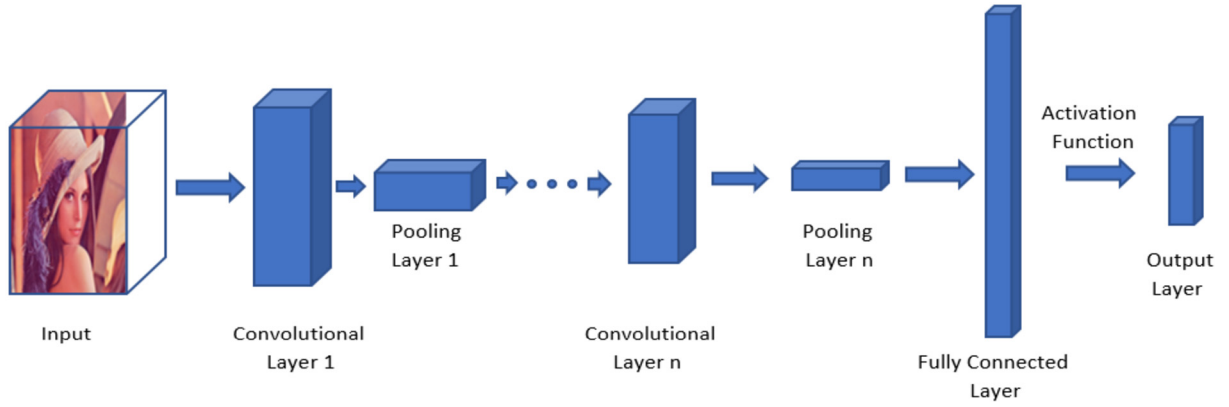 Input
Convolutional
Layer 1
Pooling
Layer 1
Convolutional
Layer n
Pooling
Layer n
Fully Connected
Layer
Activation
Function
Output
Layer